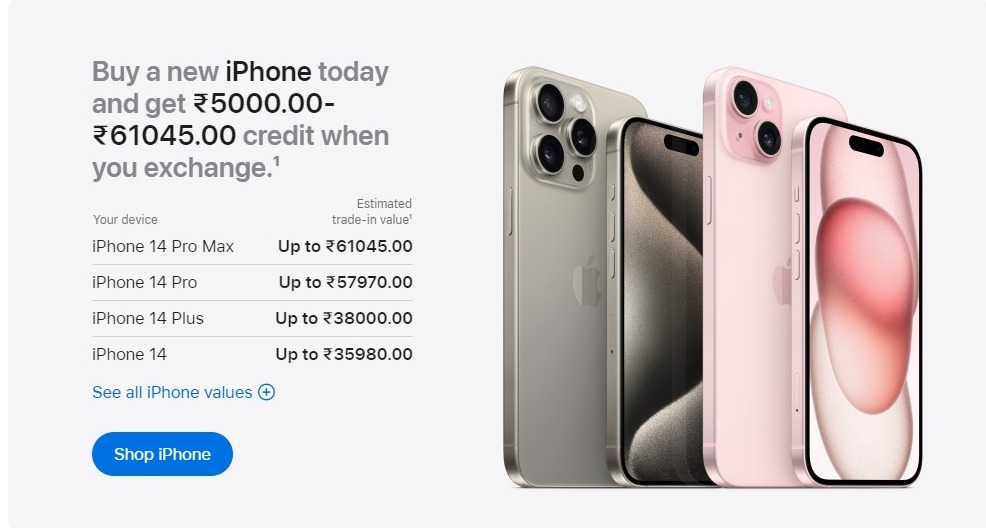 Buy a new iPhone today
and get ₹5000.00-
₹61045.00 credit when
you exchange.¹
Your device
Estimated
trade-in value¹
iPhone 14 Pro Max Up to ₹61045.00
iPhone 14 Pro Up to ₹57970.00
iPhone 14 Plus Up to ₹38000.00
iPhone 14 Up to ₹35980.00
See all iPhone values
Shop iPhone